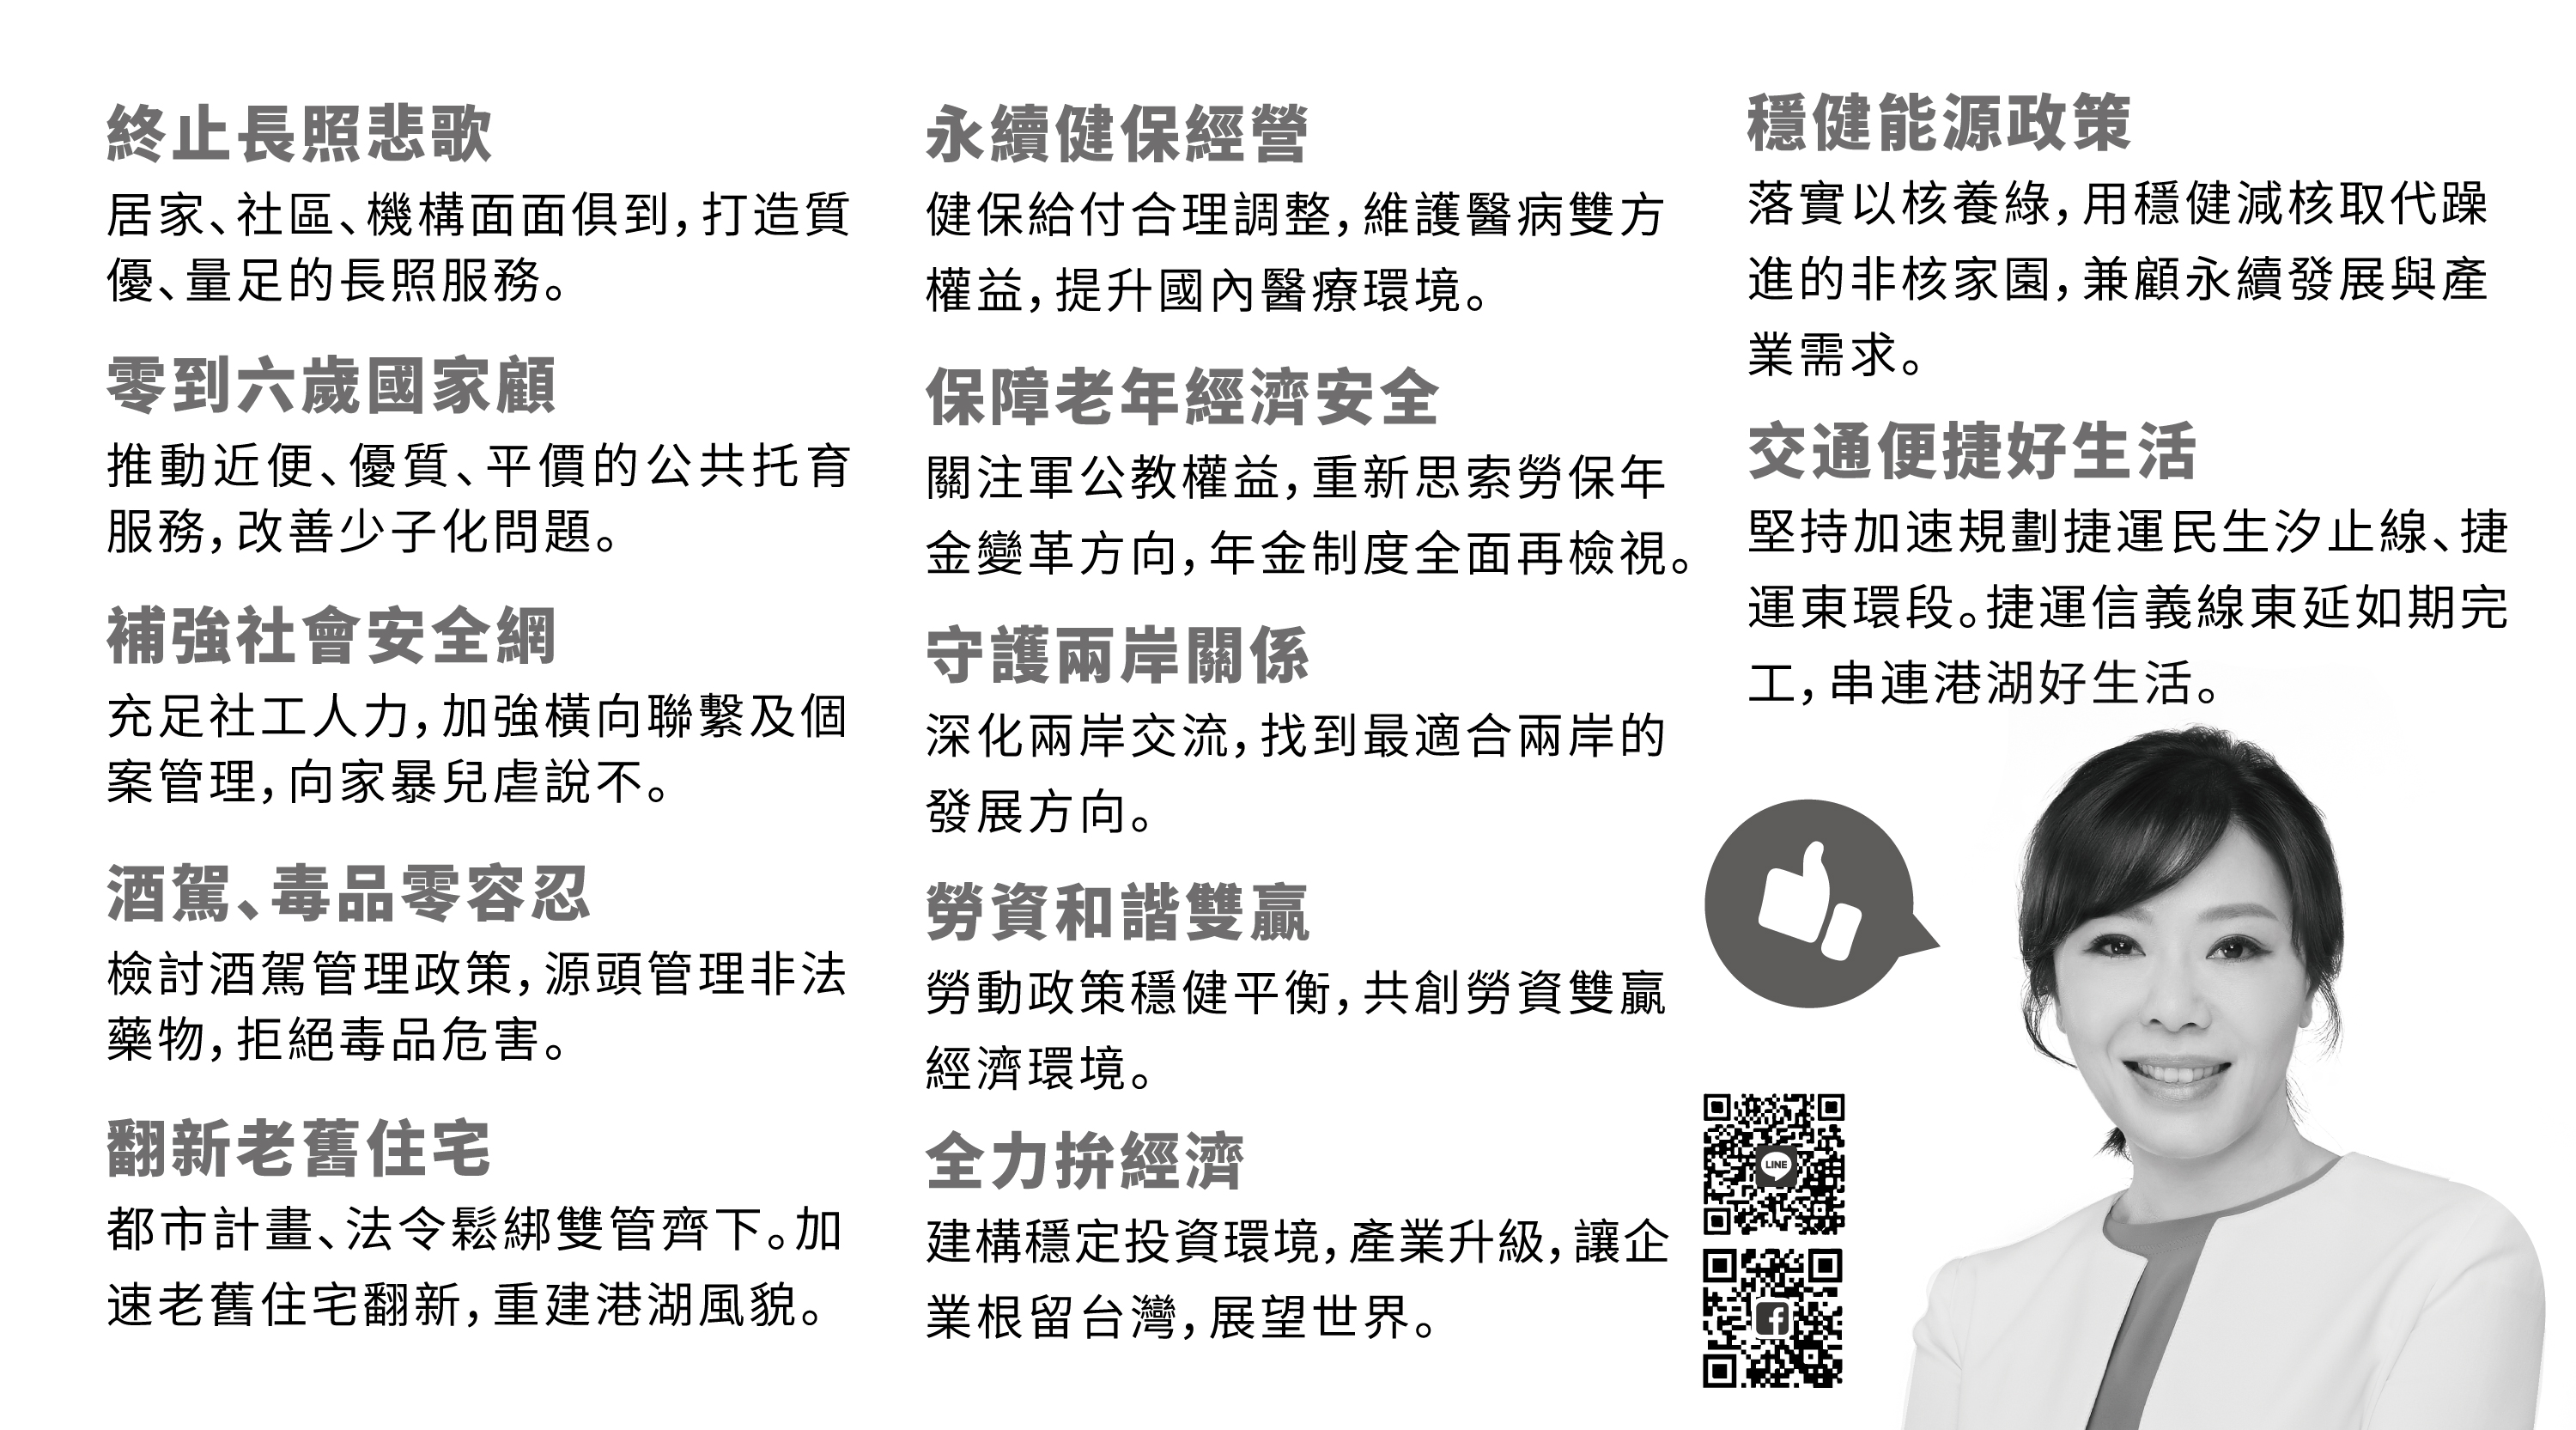 終止長照悲歌
居家、社區、機構面面俱到，打造質
優、量足的長照服務。
零到六歲國家顧
推動近便、優質、平價的公共托育
服務，改善少子化問題。
補強社會安全網
充足社工人力，加強橫向聯繫及個
案管理，向家暴兒虐說不。
酒駕、毒品零容忍
檢討酒駕管理政策，源頭管理非法
藥物，拒絕毒品危害。
翻新老舊住宅
都市計畫、法令鬆綁雙管齊下。加
速老舊住宅翻新，重建港湖風貌。
永續健保經營
健保給付合理調整，維護醫病雙方
權益，提升國內醫療環境。
保障老年經濟安全
關注軍公教權益，重新思索勞保年
金變革方向，年金制度全面再檢視。
守護兩岸關係
深化兩岸交流，找到最適合兩岸的
發展方向。
勞資和諧雙贏
勞動政策穩健平衡，共創勞資雙贏
經濟環境。
全力拚經濟
建構穩定投資環境，產業升級，讓企
業根留台灣，展望世界。
穩健能源政策
落實以核養綠，用穩健減核取代躁
進的非核家園，兼顧永續發展與產
業需求。
交通便捷好生活
堅持加速規劃捷運民生汐止線、捷
運東環段。捷運信義線東延如期完
工，串連港湖好生活。
LINE